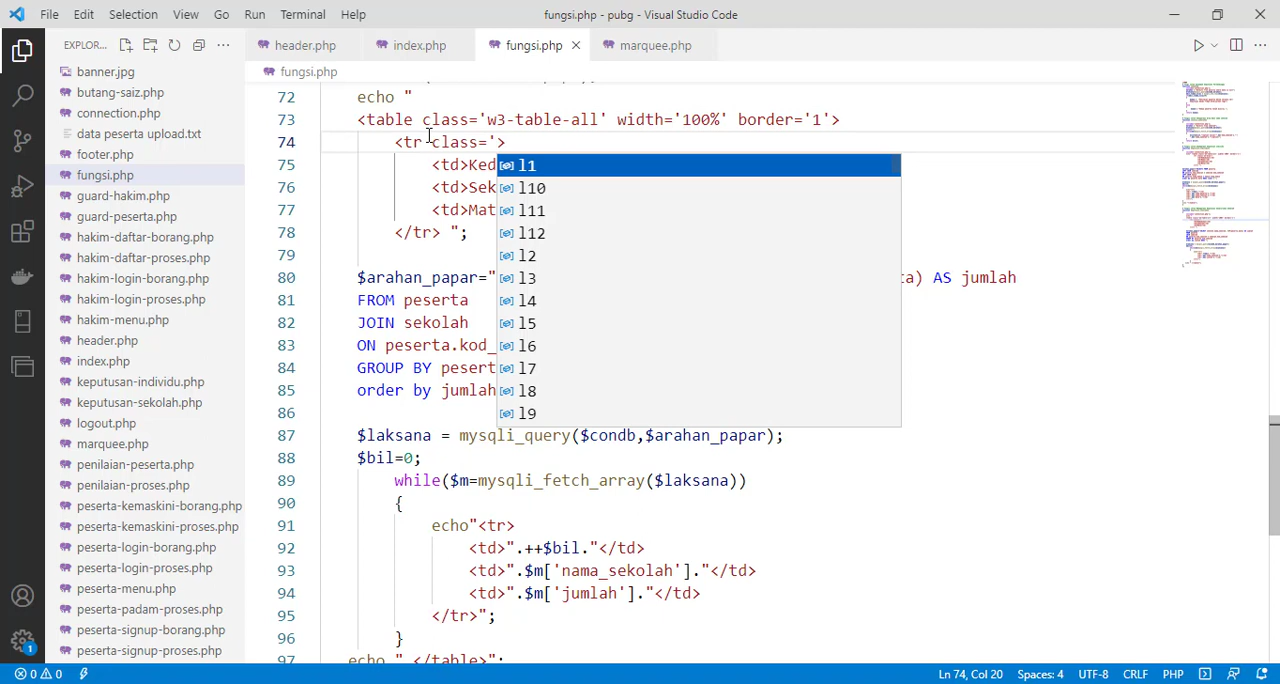 File Edit Selection View Go Run Terminal Help fungsi.php - pubg - Visual Studio Code
EXPLOR... ...
header.php index.php fungsi.php marquee.php ...
banner.jpg
butang-saiz.php
connection.php
data peserta upload.txt
footer.php
fungsi.php
guard-hakim.php
guard-peserta.php
hakim-daftar-borang.php
hakim-daftar-proses.php
hakim-login-borang.php
hakim-login-proses.php
hakim-menu.php
header.php
index.php
keputusan-individu.php
keputusan-sekolah.php
logout.php
marquee.php
penilaian-peserta.php
penilaian-proses.php
peserta-kemaskini-borang.php
peserta-kemaskini-proses.php
peserta-login-borang.php
peserta-login-proses.php
peserta-menu.php
peserta-padam-proses.php
peserta-signup-borang.php
peserta-signup-proses.php
fungsi.php
72 echo "
73 <table class='w3-table-all' width='100%' border='1'>
74 <tr class='>
75 <td>Ked
76 <td>Sek
77 <td>Mat
78 </tr> ";
79
80 $arahan_papar=" ta) AS jumlah
81 FROM peserta
82 JOIN sekolah
83 ON peserta.kod_
84 GROUP BY pesert
85 order by jumlah
86
87 $laksana = mysqli_query($condb,$arahan_papar);
88 $bil=0;
89 while($m=mysqli_fetch_array($laksana))
90 {
91 echo"<tr>
92 <td>".++$bil."</td>
93 <td>".$m['nama_sekolah']."</td>
94 <td>".$m['jumlah']."</td>
95 </tr>";
96 }
97 echo " </table>";
l1
l10
l11
l12
l2
l3
l4
l5
l6
l7
l8
l9
1
0 0 Ln 74, Col 20 Spaces: 4 UTF-8 CRLF PHP